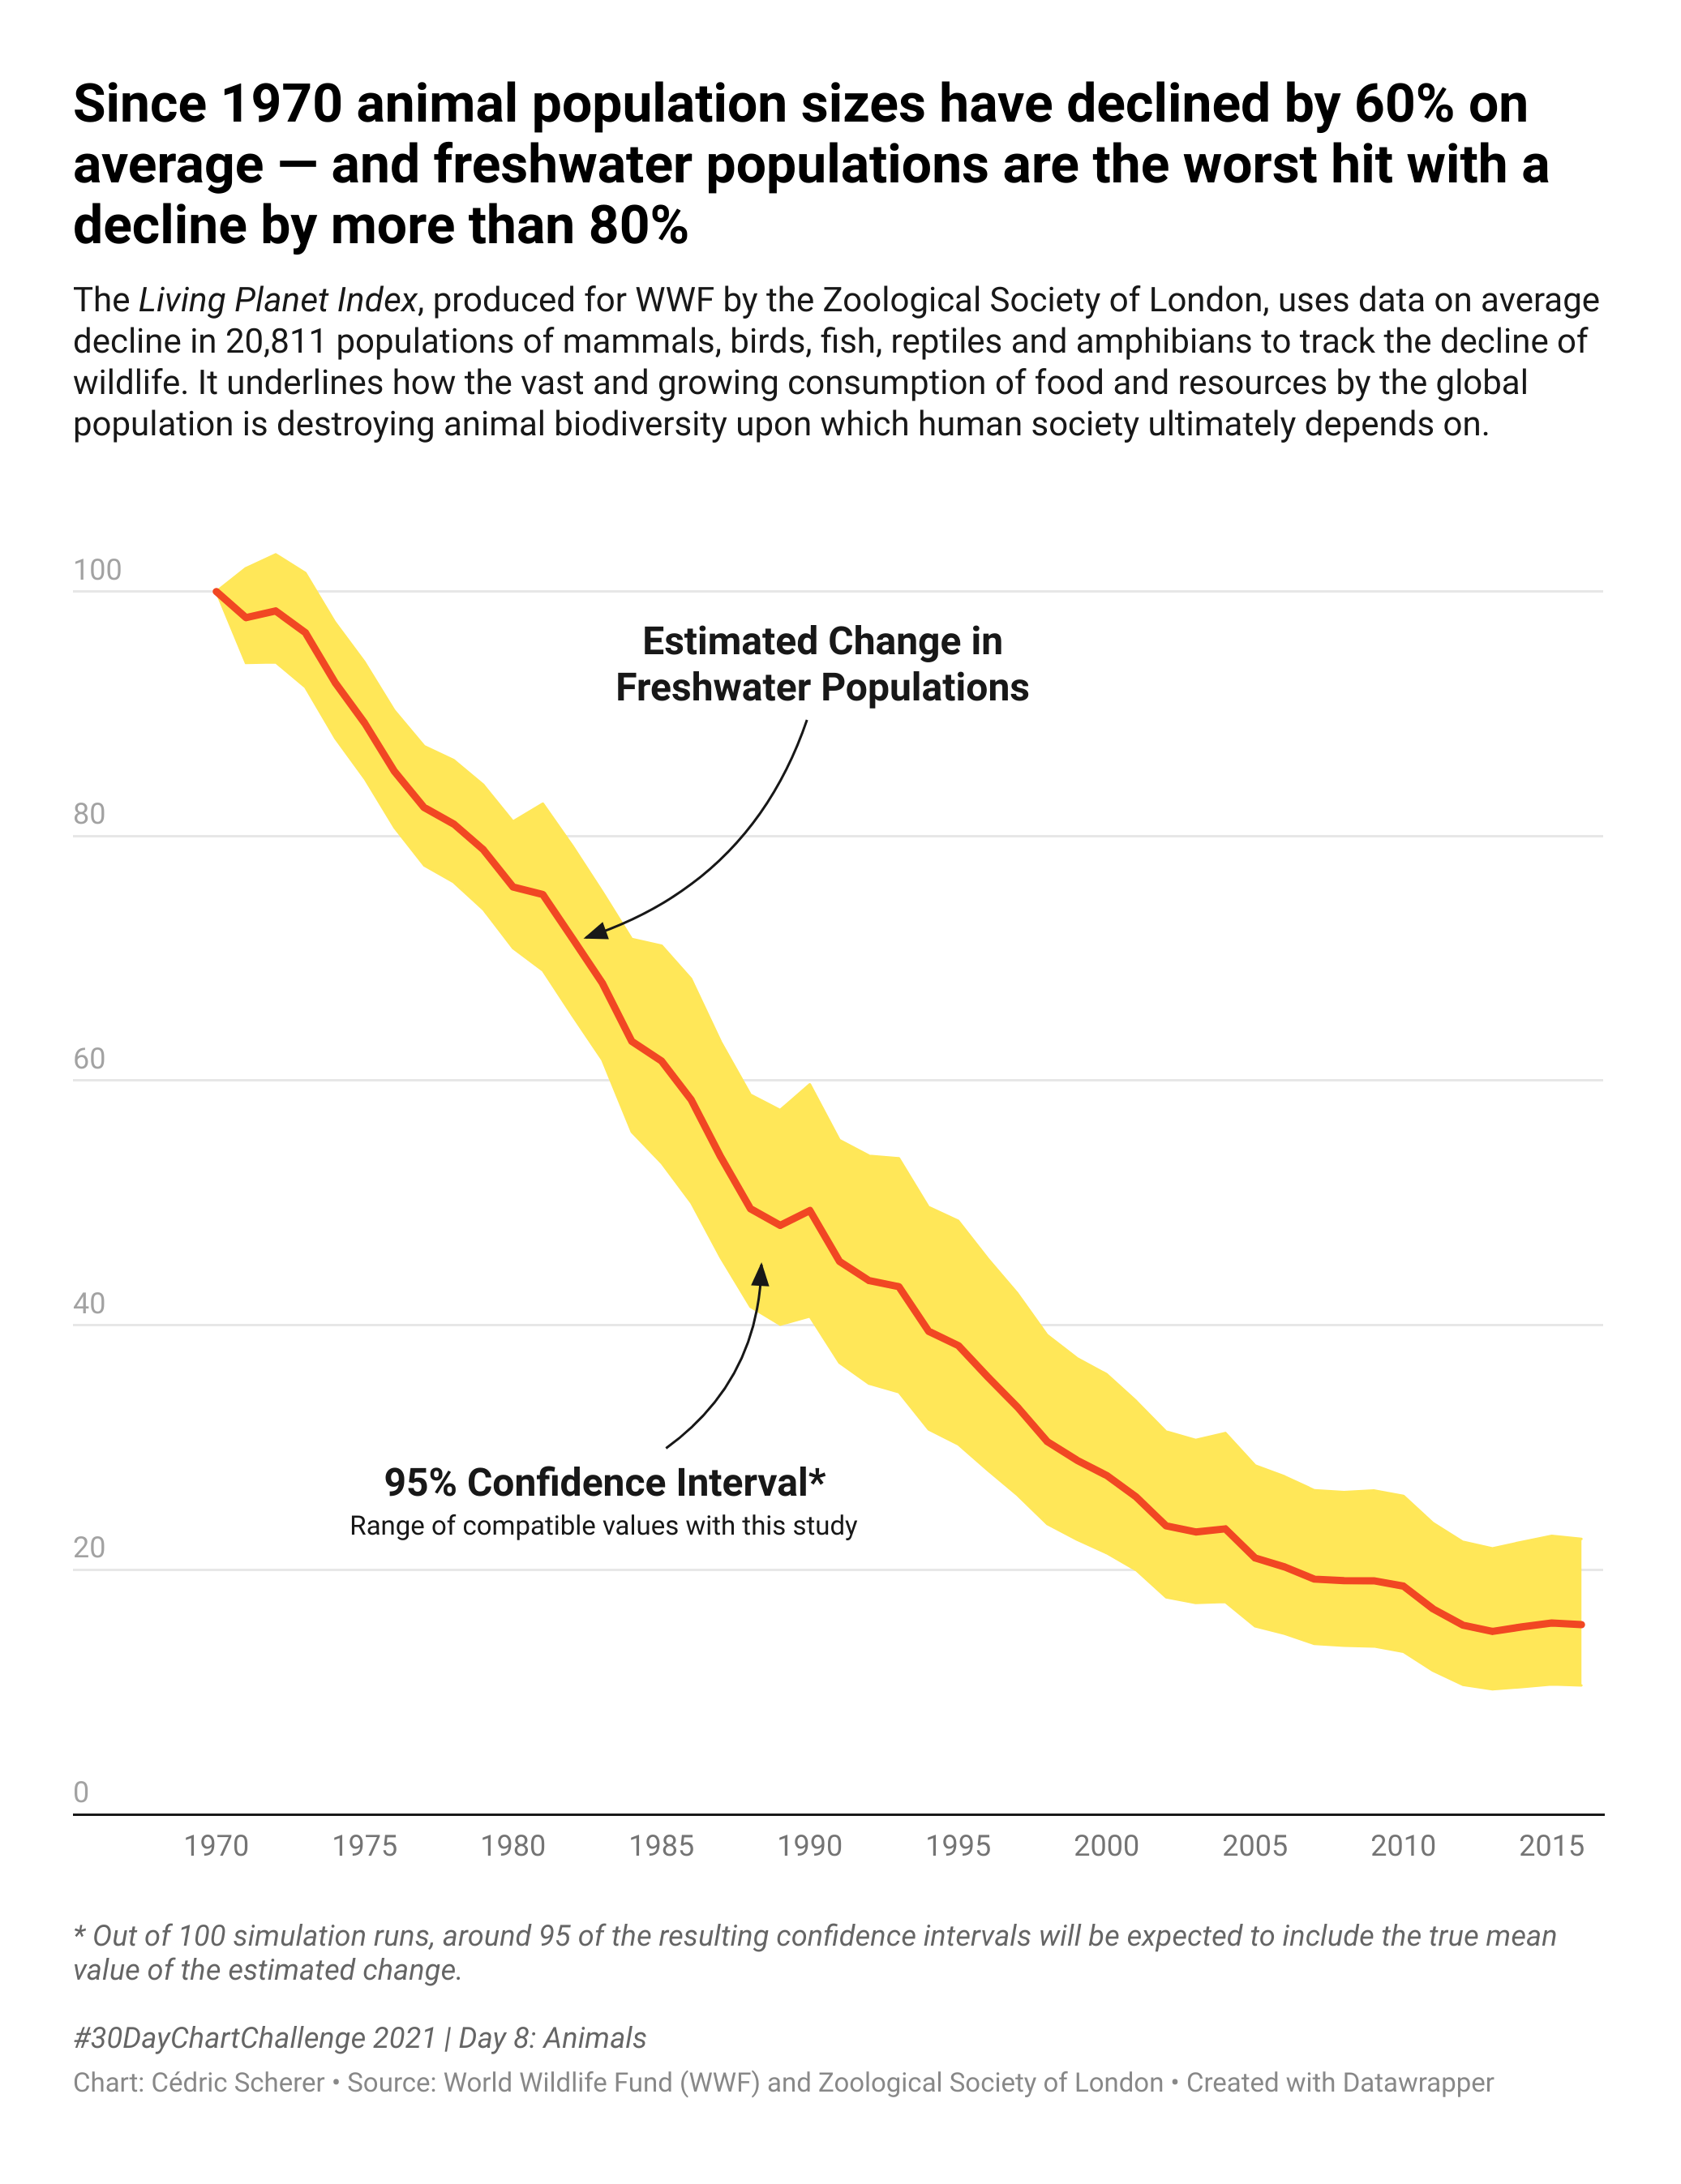 Since 1970 animal population sizes have declined by 60% on
average — and freshwater populations are the worst hit with a
decline by more than 80%
The Living Planet Index, produced for WWF by the Zoological Society of London, uses data on average
decline in 20,811 populations of mammals, birds, fish, reptiles and amphibians to track the decline of
wildlife. It underlines how the vast and growing consumption of food and resources by the global
population is destroying animal biodiversity upon which human society ultimately depends on.
100
Estimated Change in
Freshwater Populations
80
60
40
95% Confidence Interval*
Range of compatible values with this study
20
0
1970 1975 1980 1985 1990 1995 2000 2005 2010 2015
* Out of 100 simulation runs, around 95 of the resulting confidence intervals will be expected to include the true mean
value of the estimated change.
#30DayChartChallenge 2021 | Day 8: Animals
Chart: Cédric Scherer • Source: World Wildlife Fund (WWF) and Zoological Society of London • Created with Datawrapper